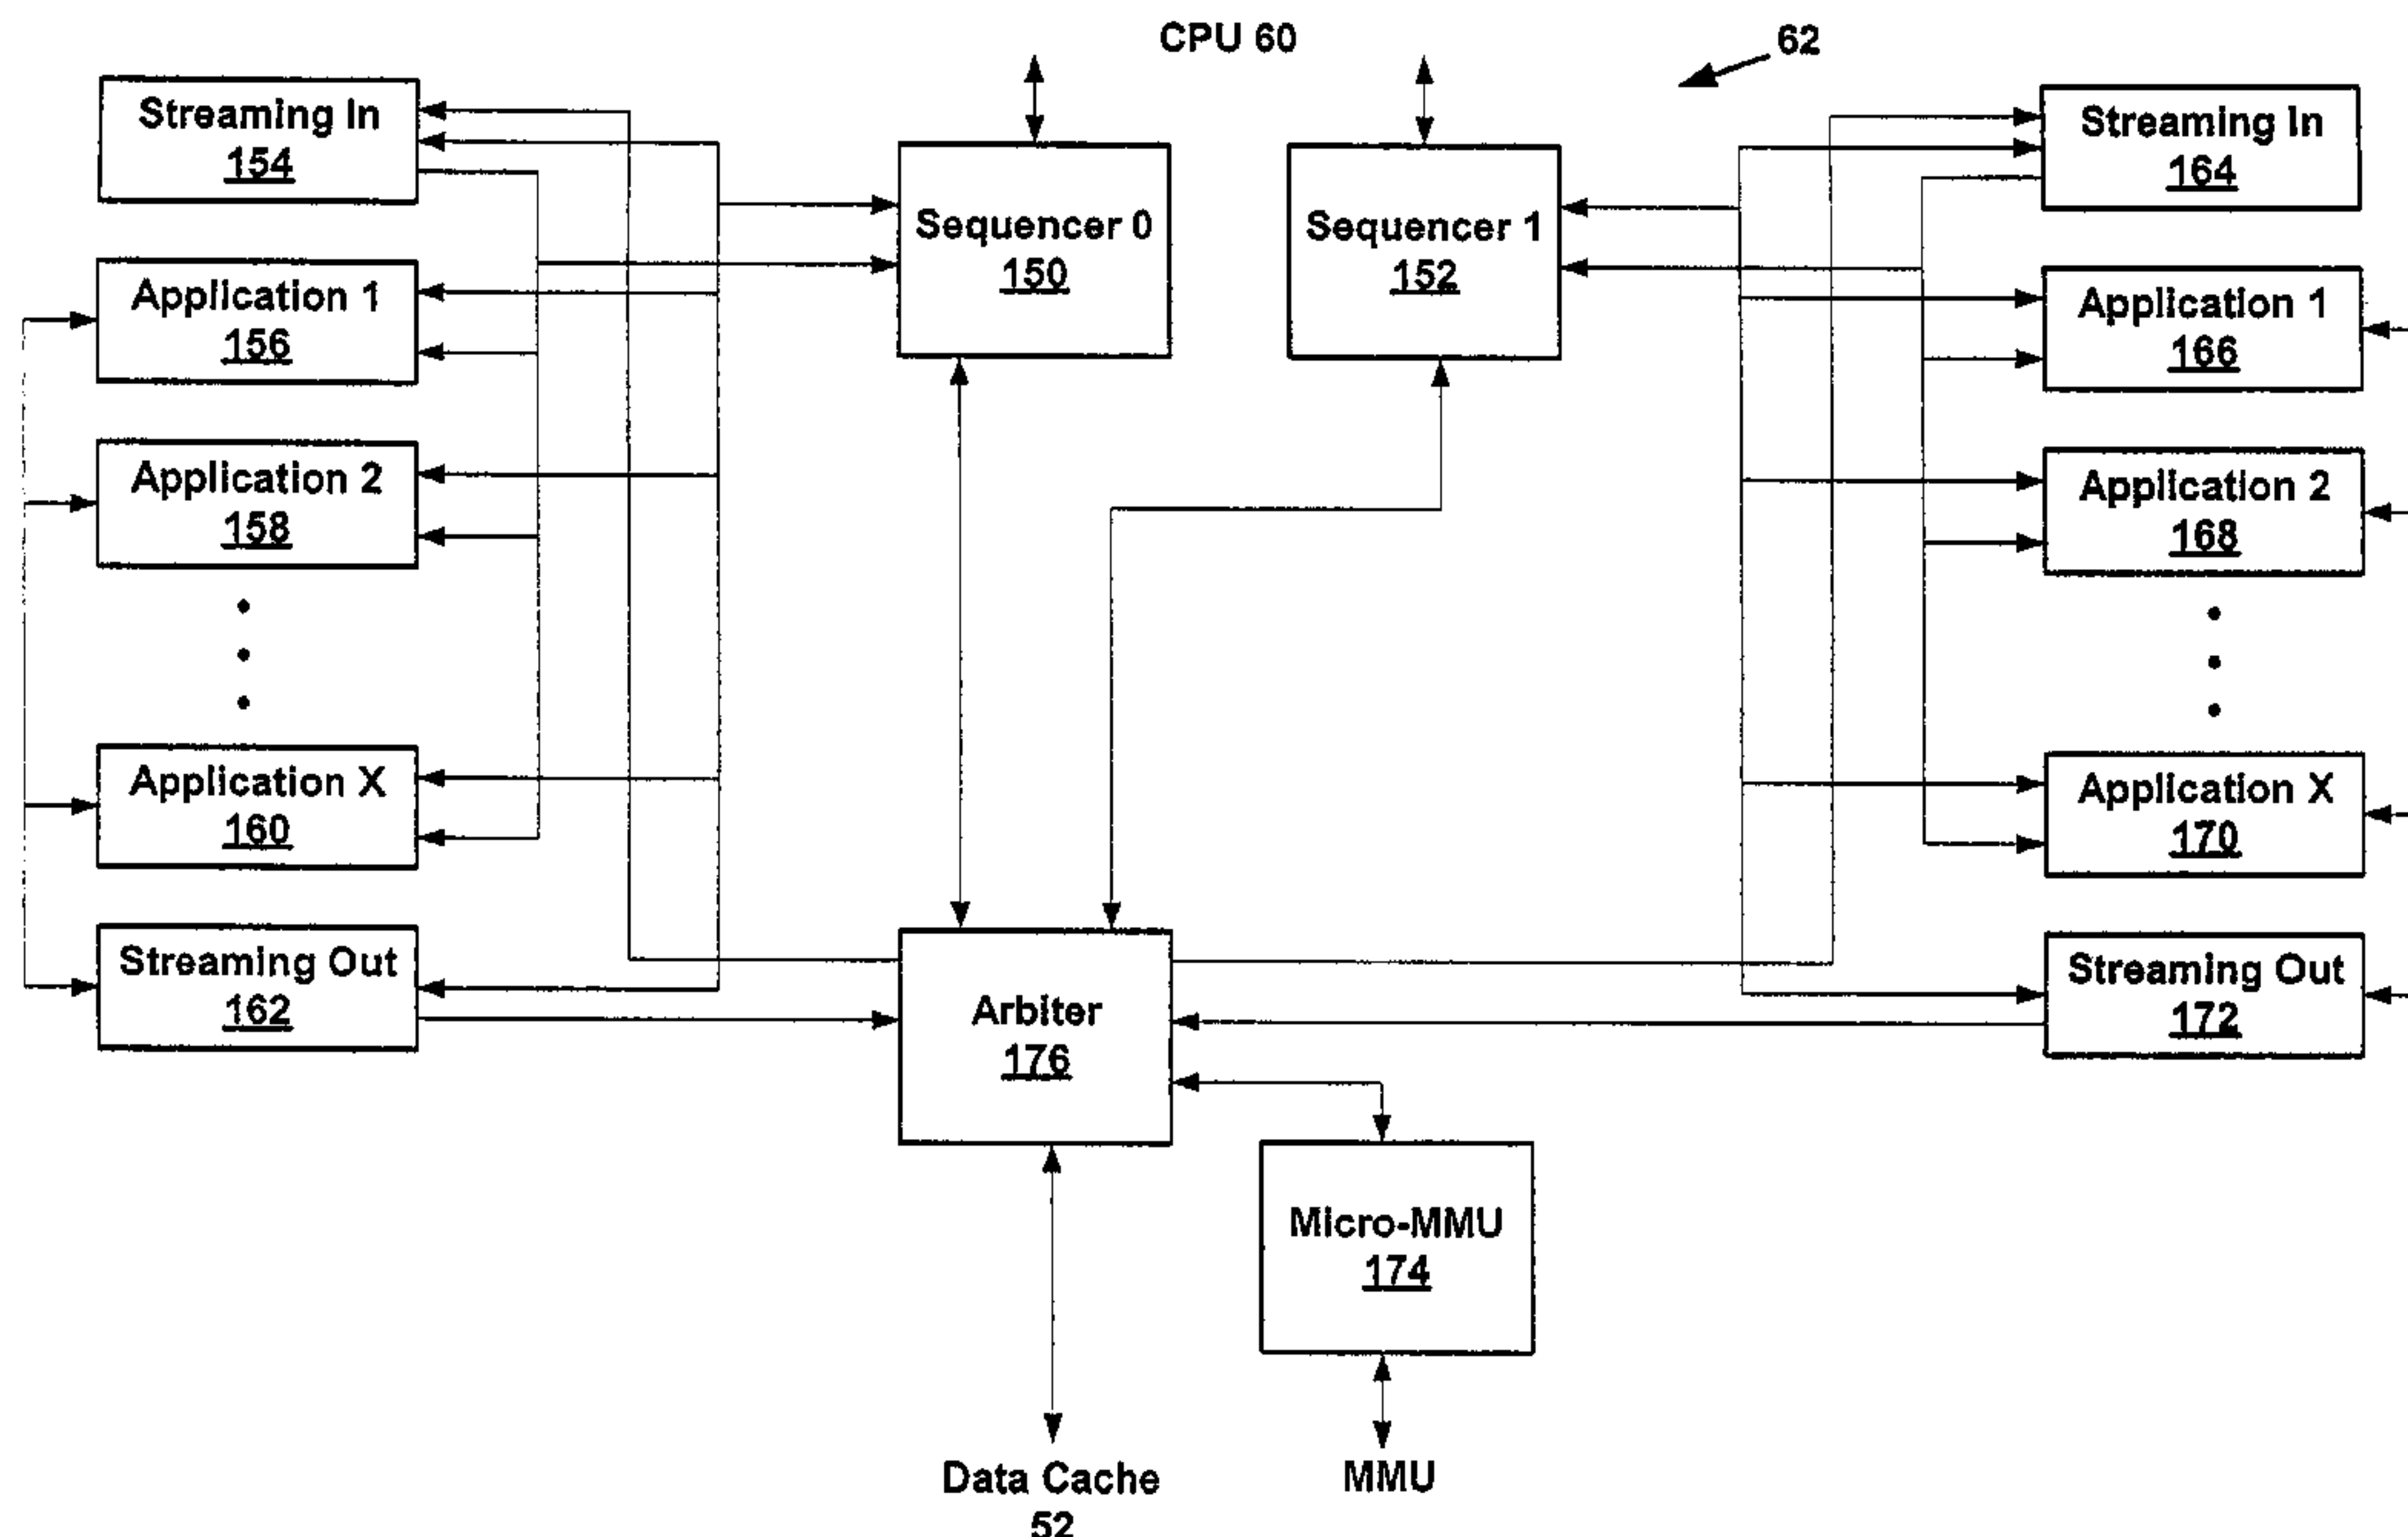 CPU 60
62
Streaming In
154
Sequencer 0
150
Sequencer 1
152
Streaming In
164
Application 1
156
Application 1
166
Application 2
158
Application 2
168
Application X
160
Application X
170
Streaming Out
162
Arbiter
176
Streaming Out
172
Micro-MMU
174
Data Cache
52
MMU